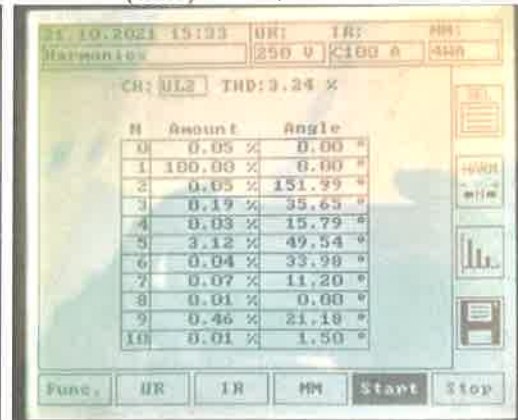 21.10.2021 15:33 UR: IR: MM:
Harmonics 250 V C100 A 4WA
CH: UL2 THD:3.24 %
SEL
N Amount Angle
0 0.05 % 0.00 °
1 100.00 % 0.00 °
2 0.05 % 151.99 °
3 0.19 % 35.65 °
4 0.03 % 15.79 °
5 3.12 % 49.54 °
6 0.04 % 33.98 °
7 0.07 % 11.20 °
8 0.01 % 0.00 °
9 0.46 % 21.18 °
10 0.01 % 1.50 °
HARM
Func. UR IR MM Start Stop